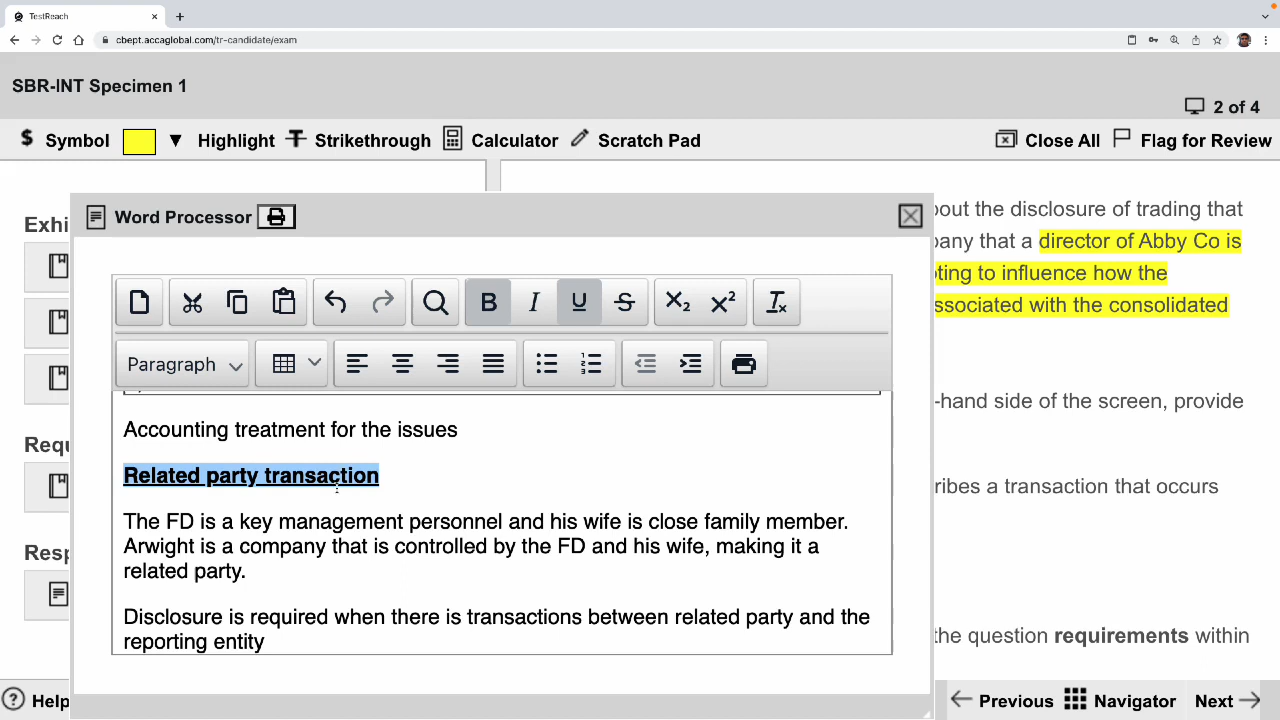 TestReach
cbept.accaglobal.com/tr-candidate/exam
SBR-INT Specimen 1
2 of 4
$ Symbol Highlight Strikethrough Calculator Scratch Pad Close All Flag for Review
Word Processor
B I U S X₂ X² Tx
Paragraph
Accounting treatment for the issues
Related party transaction
The FD is a key management personnel and his wife is close family member.
Arwight is a company that is controlled by the FD and his wife, making it a
related party.
Disclosure is required when there is transactions between related party and the
reporting entity
Exhi
Requ
Resp
bout the disclosure of trading that
pany that a director of Abby Co is
pting to influence how the
ssociated with the consolidated
-hand side of the screen, provide
ribes a transaction that occurs
the question requirements within
Help
Previous Navigator Next